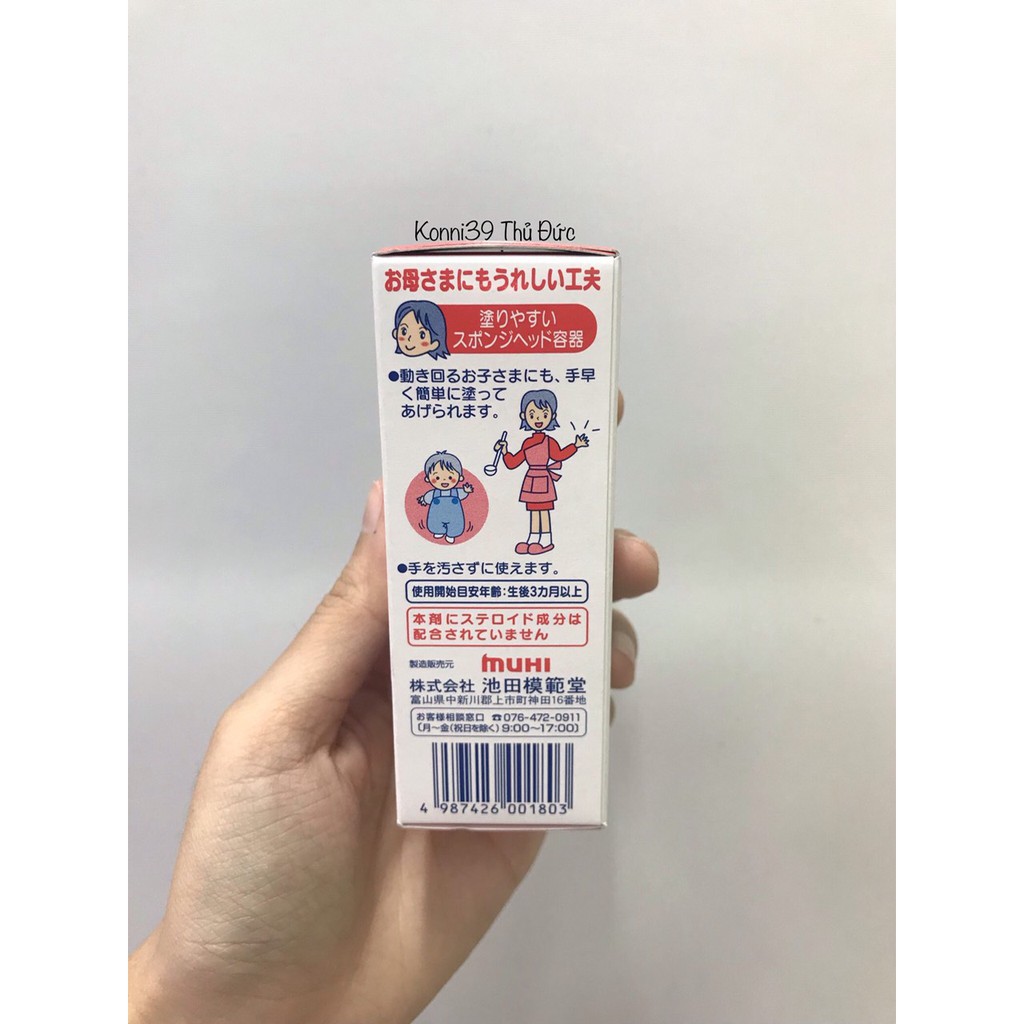 Konni39 Thủ Đức
お母さまにもうれしい工夫
塗りやすい
スポンジヘッド容器
●動き回るお子さまにも、手早
く簡単に塗って
あげられます。
●手を汚さずに使えます。
使用開始目安年齢:生後3カ月以上
本剤にステロイド成分は
配合されていません
製造販売元 MUHI
株式会社 池田模範堂
富山県中新川郡上市町神田16番地
お客様相談窓口 ☎076-472-0911
〔月〜金(祝日を除く)9:00〜17:00〕
4 987426 001803